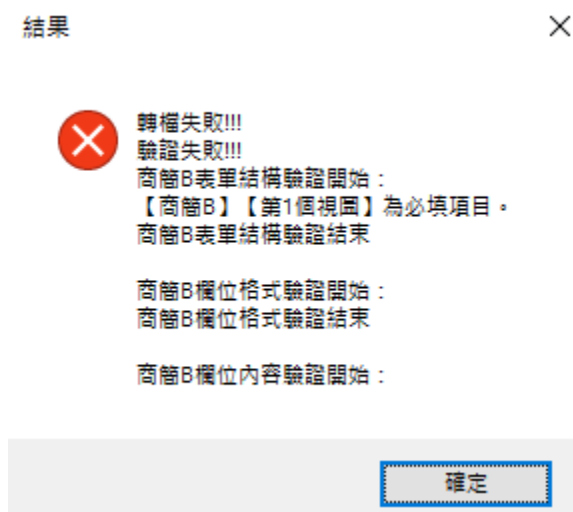 結果
轉檔失敗!!!
驗證失敗!!!
商簡B表單結構驗證開始：
【商簡B】【第1個視圖】為必填項目。
商簡B表單結構驗證結束
商簡B欄位格式驗證開始：
商簡B欄位格式驗證結束
商簡B欄位內容驗證開始：
確定